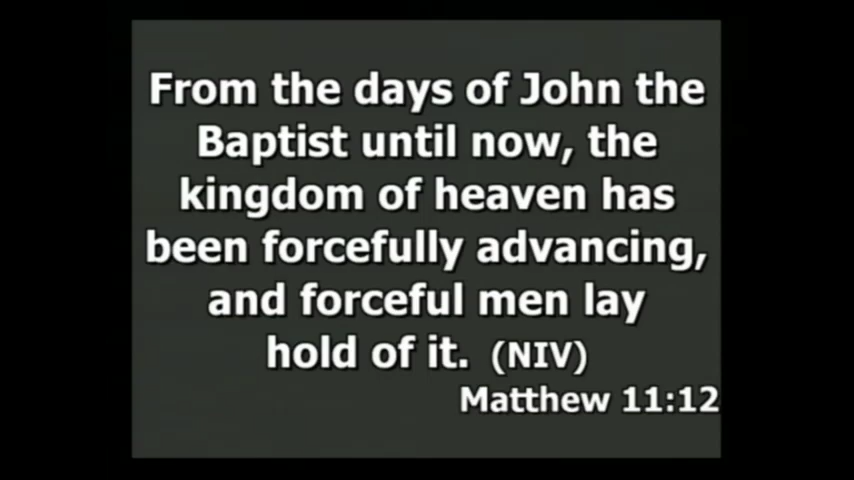 From the days of John the
Baptist until now, the
kingdom of heaven has
been forcefully advancing,
and forceful men lay
hold of it. (NIV)
Matthew 11:12